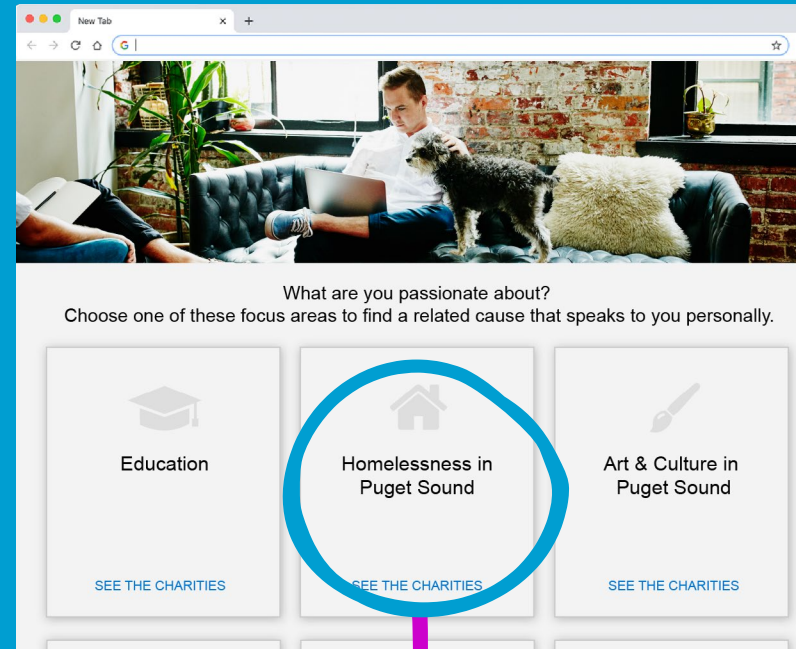 New Tab
G
What are you passionate about?
Choose one of these focus areas to find a related cause that speaks to you personally.
Education
Homelessness in
Puget Sound
Art & Culture in
Puget Sound
SEE THE CHARITIES
SEE THE CHARITIES
SEE THE CHARITIES